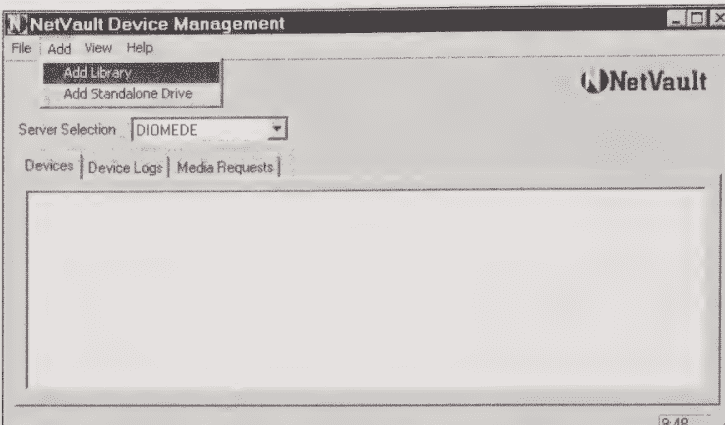 NetVault Device Management
File Add View Help
Add Library
Add Standalone Drive
NetVault
Server Selection DIOMEDE
Devices Device Logs Media Requests
9:48